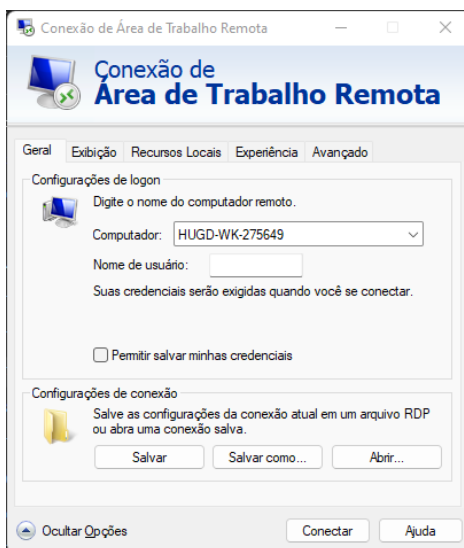 Conexão de Área de Trabalho Remota
Conexão de
Área de Trabalho Remota
Geral Exibição Recursos Locais Experiência Avançado
Configurações de logon
Digite o nome do computador remoto.
Computador: HUGD-WK-275649
Nome de usuário:
Suas credenciais serão exigidas quando você se conectar.
Permitir salvar minhas credenciais
Configurações de conexão
Salve as configurações da conexão atual em um arquivo RDP
ou abra uma conexão salva.
Salvar Salvar como... Abrir...
Ocultar Opções Conectar Ajuda